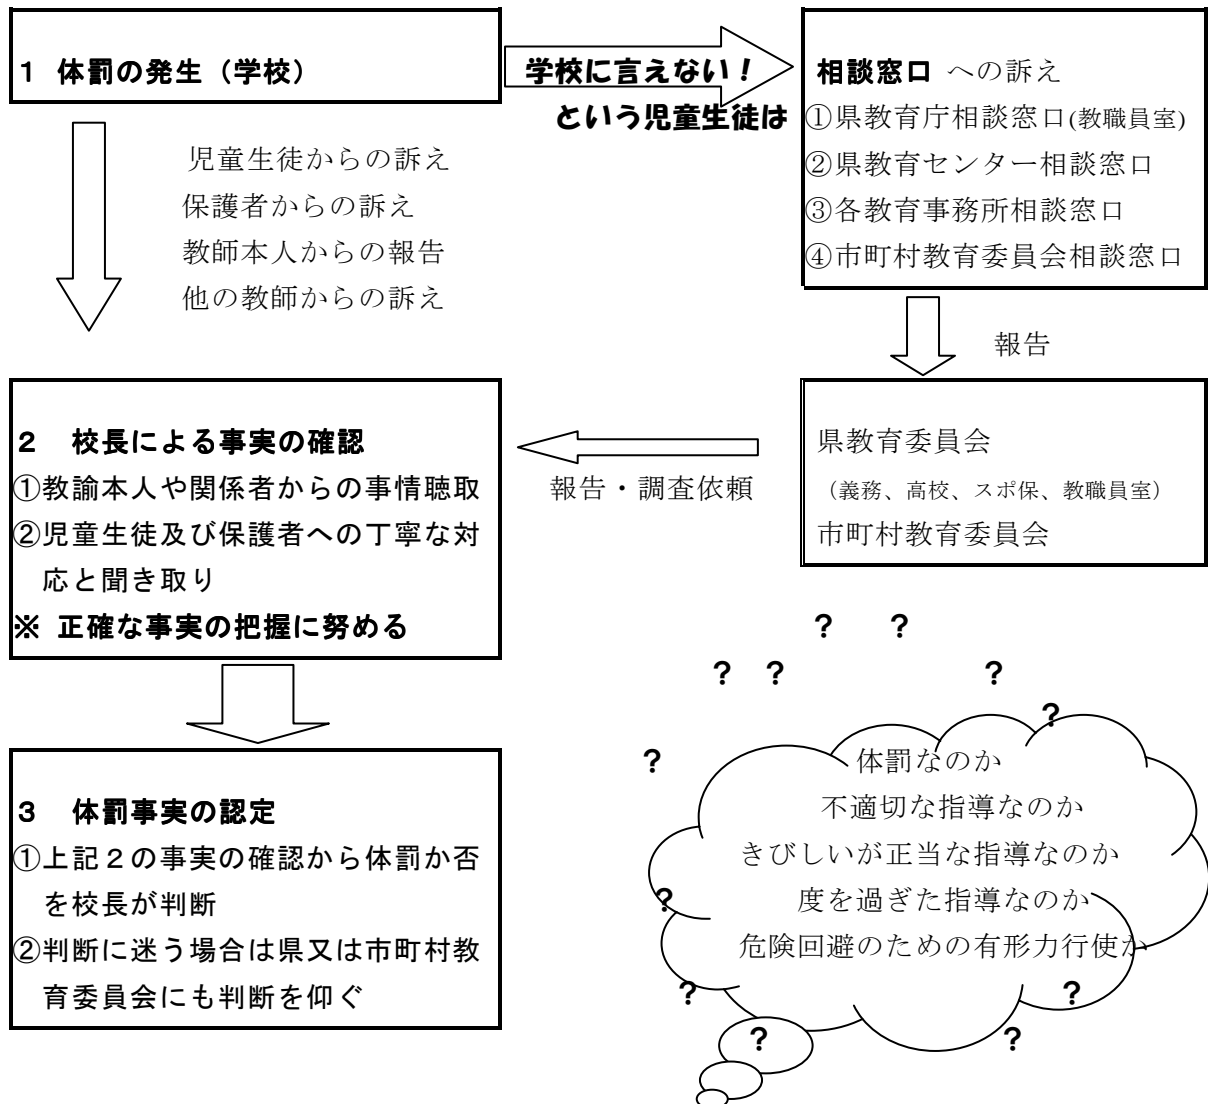 1 体罰の発生（学校）
学校に言えない！
という児童生徒は
相談窓口 への訴え
①県教育庁相談窓口(教職員室)
②県教育センター相談窓口
③各教育事務所相談窓口
④市町村教育委員会相談窓口
児童生徒からの訴え
保護者からの訴え
教師本人からの報告
他の教師からの訴え
報告
2 校長による事実の確認
①教諭本人や関係者からの事情聴取
②児童生徒及び保護者への丁寧な対
応と聞き取り
※ 正確な事実の把握に努める
報告・調査依頼
県教育委員会
（義務、高校、スポ保、教職員室）
市町村教育委員会
? ?
? ? ?
?
?
3 体罰事実の認定
①上記２の事実の確認から体罰か否
を校長が判断
②判断に迷う場合は県又は市町村教
育委員会にも判断を仰ぐ
体罰なのか
不適切な指導なのか
きびしいが正当な指導なのか
度を過ぎた指導なのか
危険回避のための有形力行使か
?
? ?
? ?